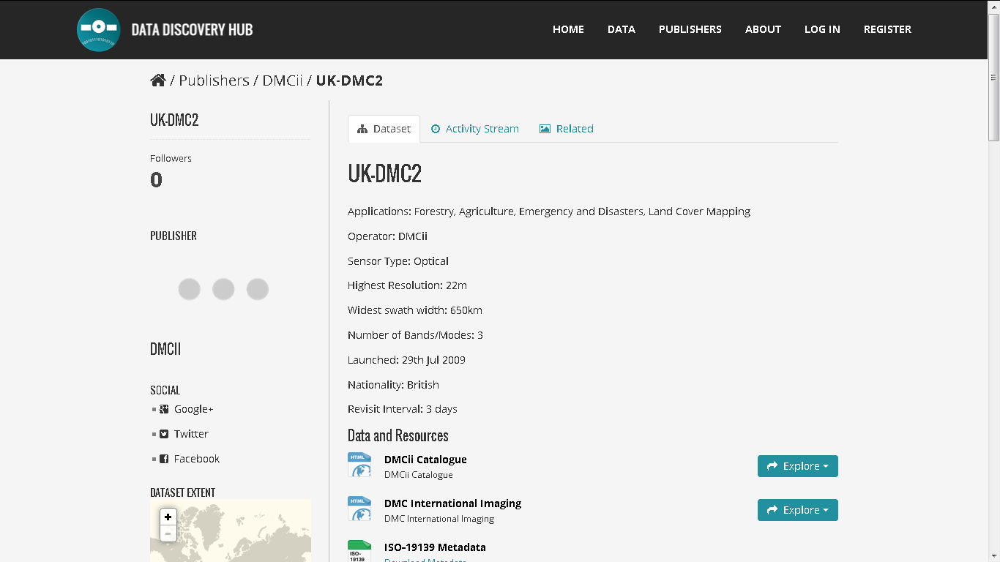 DATA DISCOVERY HUB
HOME DATA PUBLISHERS ABOUT LOG IN REGISTER
/ Publishers / DMCii / UK-DMC2
UK-DMC2
Followers
0
PUBLISHER
DMCII
SOCIAL
Google+
Twitter
Facebook
DATASET EXTENT
+
-
Dataset Activity Stream Related
UK-DMC2
Applications: Forestry, Agriculture, Emergency and Disasters, Land Cover Mapping
Operator: DMCii
Sensor Type: Optical
Highest Resolution: 22m
Widest swath width: 650km
Number of Bands/Modes: 3
Launched: 29th Jul 2009
Nationality: British
Revisit Interval: 3 days
Data and Resources
HTML
DMCii Catalogue
DMCii Catalogue
Explore
HTML
DMC International Imaging
DMC International Imaging
Explore
ISO-19139
ISO-19139 Metadata
Download Metadata